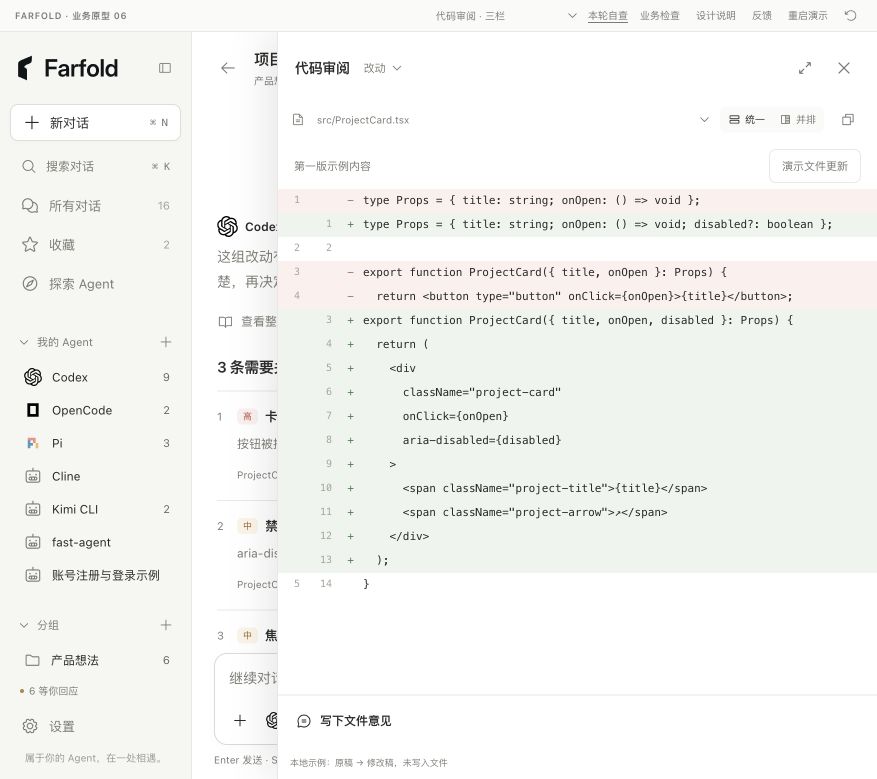 FARFOLD · 业务原型 06
代码审阅 · 三栏
本轮自查 业务检查 设计说明 反馈 重启演示
Farfold
新对话 ⌘ N
搜索对话 ⌘ K
所有对话 16
收藏 2
探索 Agent
我的 Agent
Codex 9
OpenCode 2
Pi 3
Cline
Kimi CLI 2
fast-agent
账号注册与登录示例
分组
产品想法 6
6 等你回应
设置
属于你的 Agent，在一处相遇。
项目
产品想
Codex
这组改动
楚，再决定
查看整
3 条需要
1 高 卡
按钮被
ProjectC
2 中 禁
aria-dis
ProjectC
3 中 焦
继续对话
Enter 发送 · S
代码审阅 改动
src/ProjectCard.tsx
统一 并排
第一版示例内容
演示文件更新
1 − type Props = { title: string; onOpen: () => void };
1 + type Props = { title: string; onOpen: () => void; disabled?: boolean };
2 2
3 − export function ProjectCard({ title, onOpen }: Props) {
4 − return <button type="button" onClick={onOpen}>{title}</button>;
3 + export function ProjectCard({ title, onOpen, disabled }: Props) {
4 + return (
5 + <div
6 + className="project-card"
7 + onClick={onOpen}
8 + aria-disabled={disabled}
9 + >
10 + <span className="project-title">{title}</span>
11 + <span className="project-arrow">↗</span>
12 + </div>
13 + );
5 14 }
写下文件意见
本地示例：原稿 → 修改稿，未写入文件